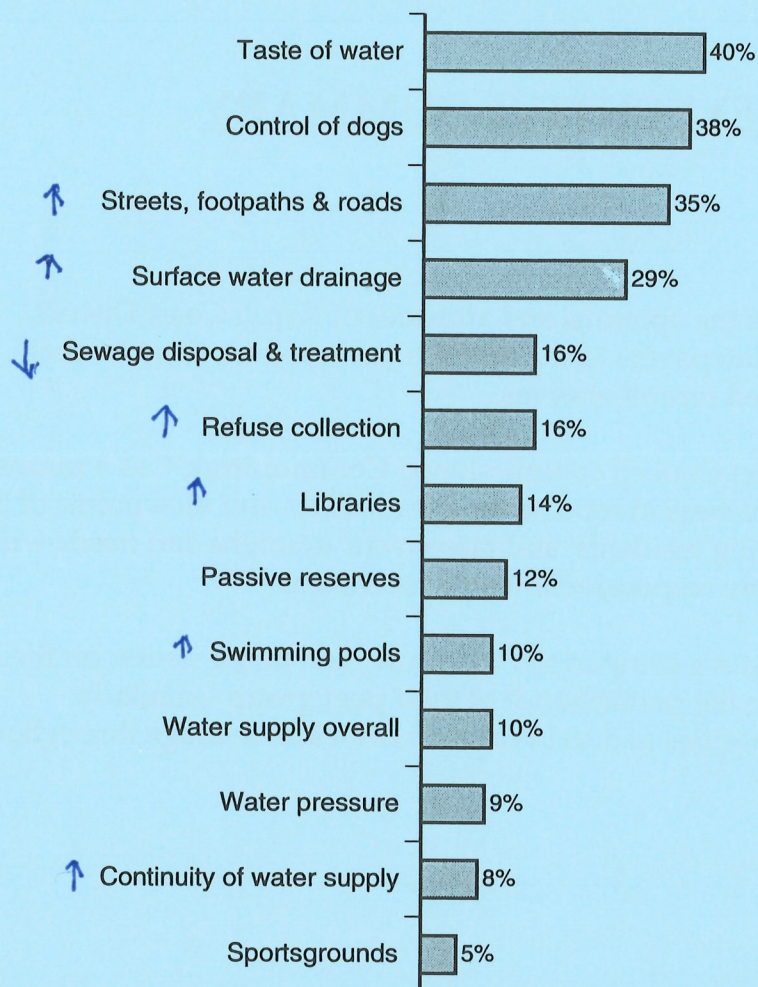 Taste of water 40%
Control of dogs 38%
↑ Streets, footpaths & roads 35%
↑ Surface water drainage 29%
↓ Sewage disposal & treatment 16%
↑ Refuse collection 16%
↑ Libraries 14%
Passive reserves 12%
↑ Swimming pools 10%
Water supply overall 10%
Water pressure 9%
↑ Continuity of water supply 8%
Sportsgrounds 5%